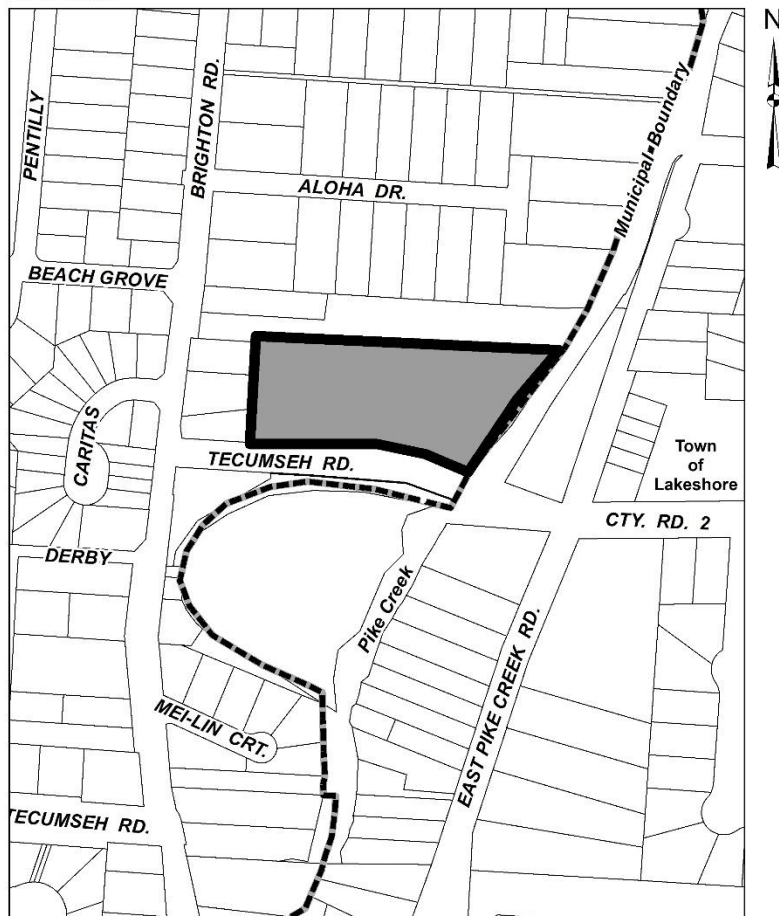 N
PENTILLY
BRIGHTON RD.
Municipal Boundary
ALOHA DR.
BEACH GROVE
CARITAS
TECUMSEH RD.
Town
of
Lakeshore
CTY. RD. 2
DERBY
Pike Creek
EAST PIKE CREEK RD.
MEI-LIN CRT.
TECUMSEH RD.